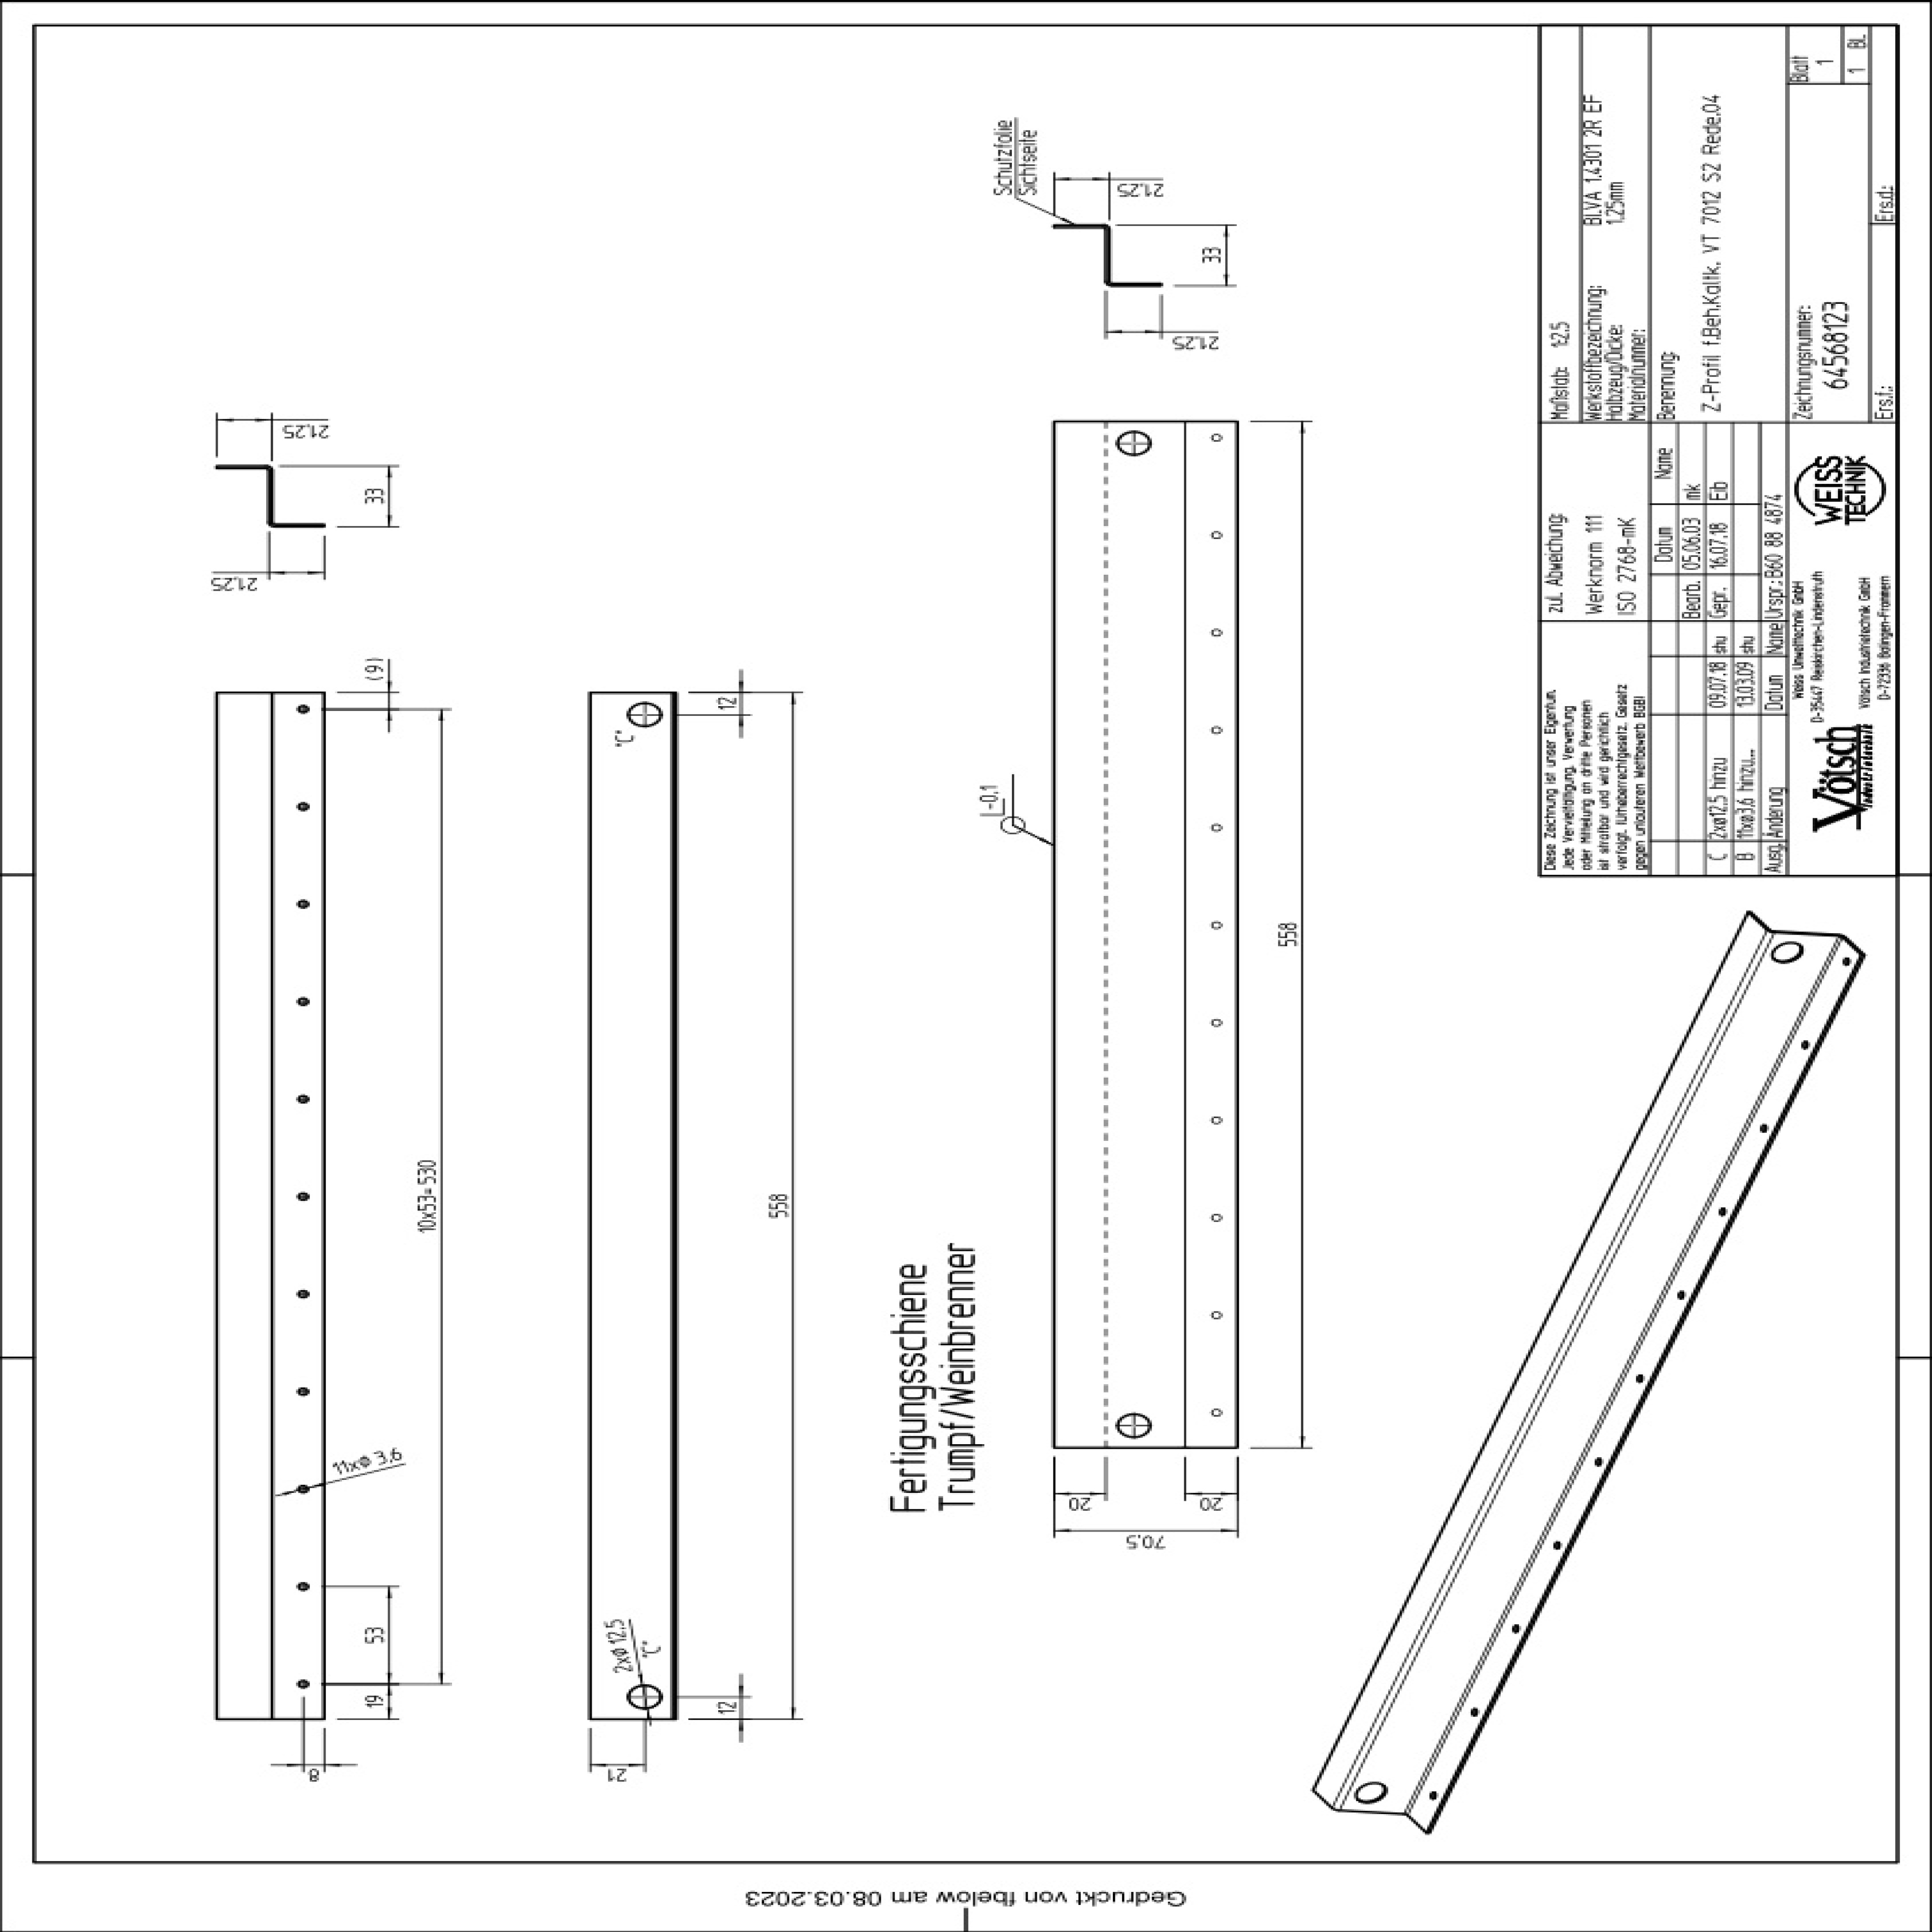 21,25
33
21,25
(9)
10x53=530
11xø 3,6
53
19
8
"C"
12
558
2xø12,5
"C"
12
21
Fertigungsschiene
Trumpf/Weinbrenner
Schutzfolie
Sichtseite
21,25
33
21,25
L-0,1
558
20
20
70,5
Diese Zeichnung ist unser Eigentum.
Jede Vervielfältigung, Verwertung
oder Mitteilung an dritte Personen
ist strafbar und wird gerichtlich
verfolgt. (Urheberrechtgesetz. Gesetz
gegen unlauteren Wettbewerb BGB)
zul. Abweichung:
Werknorm 111
ISO 2768-mK
Maßstab: 1:2.5
Werkstoffbezeichnung: Bl.VA 1.4301 2R EF
Halbzeug/Dicke: 1,25mm
Materialnummer:
Datum Name
Bearb. 05.06.03 mk
Gepr. 16.07.18 Eib
C 2xø12,5 hinzu 09.07.18 shu
B 11xø3,6 hinzu... 13.03.09 shu
Ausg. Änderung Datum Name
Urspr.: B60 88 4874
Benennung:
Z-Profil f.Beh.Kaltk. VT 7012 S2 Rede.04
Vötsch
Industrietechnik
Weiss Umwelttechnik GmbH
D-35447 Reiskirchen-Lindenstruth
Vötsch Industrietechnik GmbH
D-72336 Balingen-Frommern
WEISS
TECHNIK
Zeichnungsnummer:
64568123
Blatt
1
1 Bl.
Ers.f.:
Ers.d.:
Gedruckt von fbelow am 08.03.2023